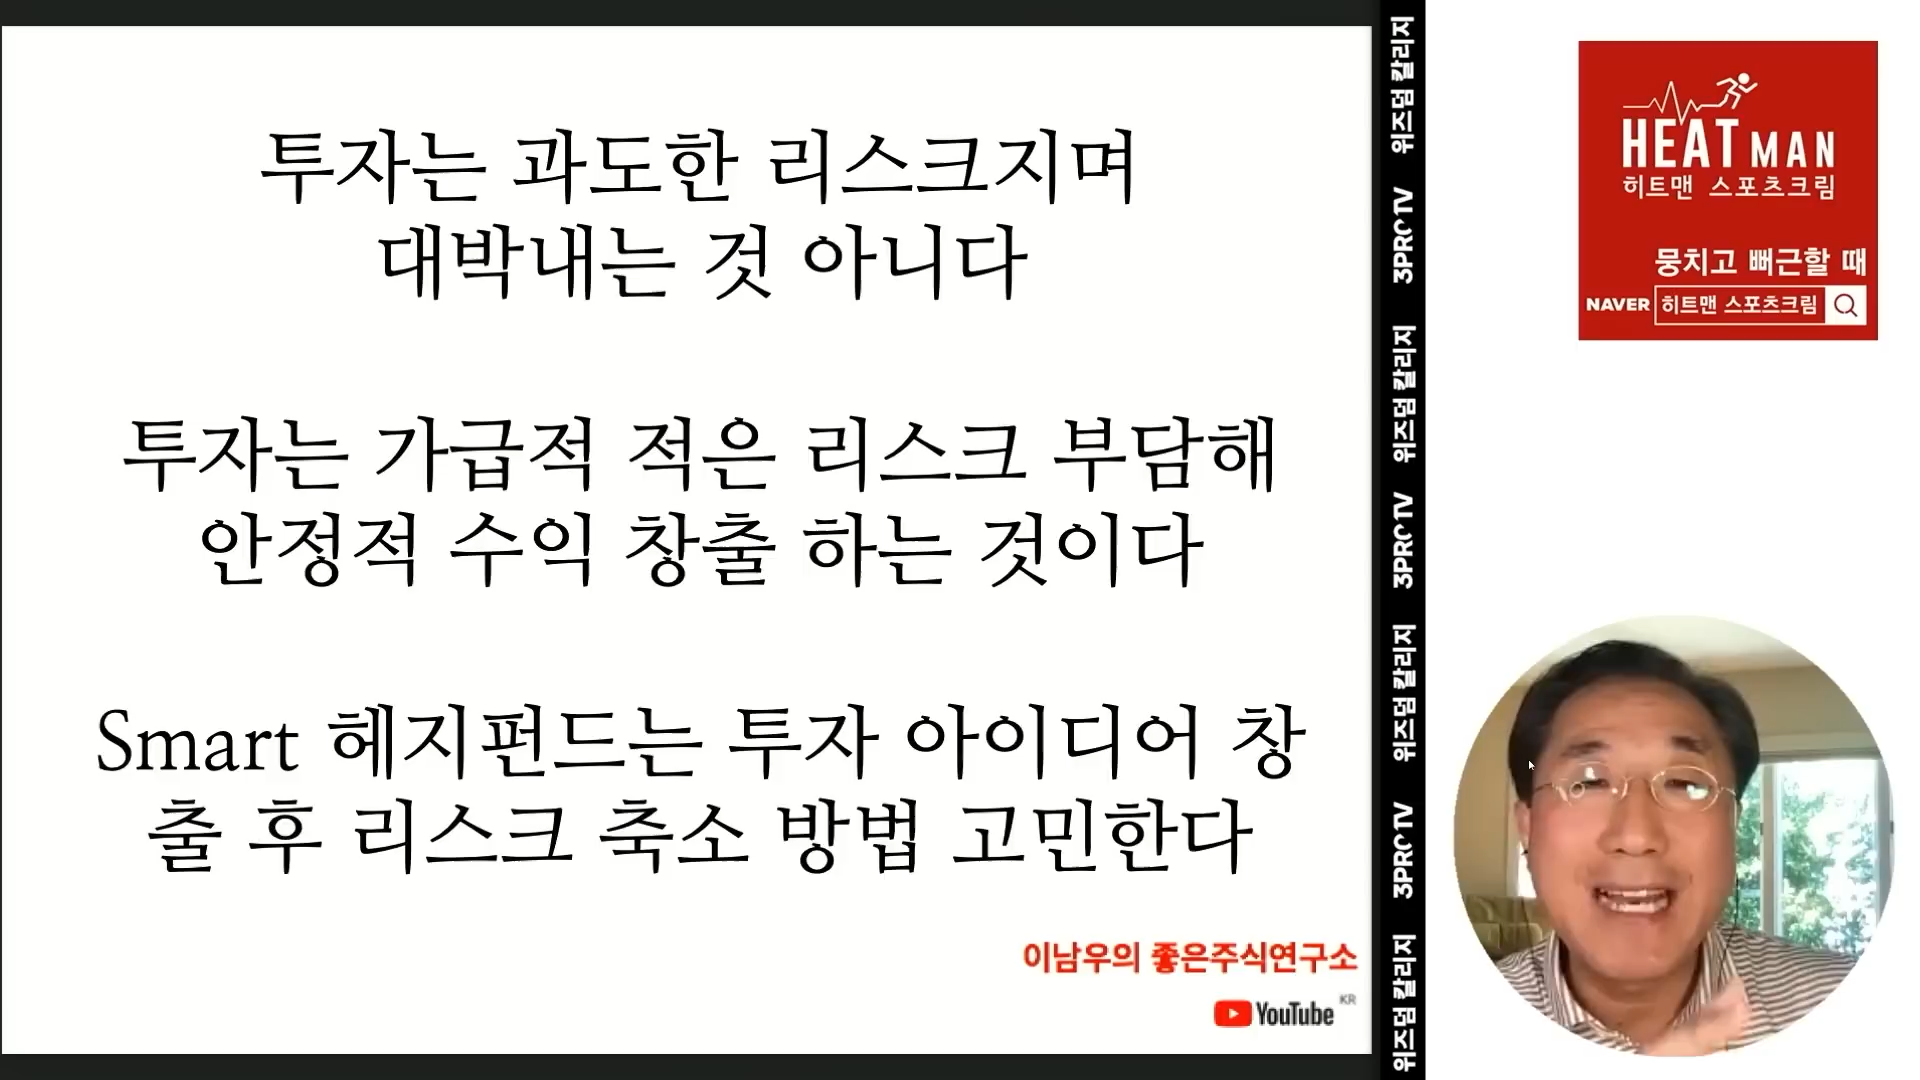 투자는 과도한 리스크지며
대박내는 것 아니다
투자는 가급적 적은 리스크 부담해
안정적 수익 창출 하는 것이다
Smart 헤지펀드는 투자 아이디어 창
출 후 리스크 축소 방법 고민한다
이남우의 좋은주식연구소
YouTube KR
위즈덤 칼리지
3PROTV
위즈덤 칼리지
3PROTV
위즈덤 칼리지
3PROTV
위즈덤 칼리지
HEAT MAN
히트맨 스포츠크림
뭉치고 뻐근할 때
NAVER 히트맨 스포츠크림